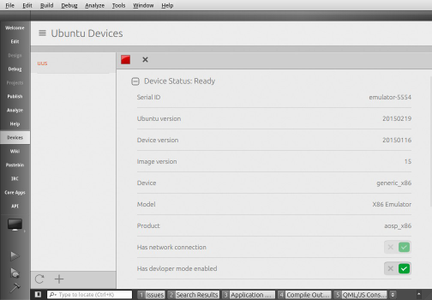 File Edit Build Debug Analyze Tools Window Help
Welcome
Edit
Design
Debug
Projects
Publish
Analyze
Help
Devices
Wiki
Pastebin
IRC
Core Apps
API
Ubuntu Devices
Device Status: Ready
Serial ID emulator-5554
Ubuntu version 20150219
Device version 20150116
Image version 15
Device generic_x86
Model X86 Emulator
Product aosp_x86
Has network connection
Has devloper mode enabled
Type to locate (Ctrl+K) 1 Issues 2 Search Results 3 Application ... 4 Compile Out... 5 QML/JS Cons...